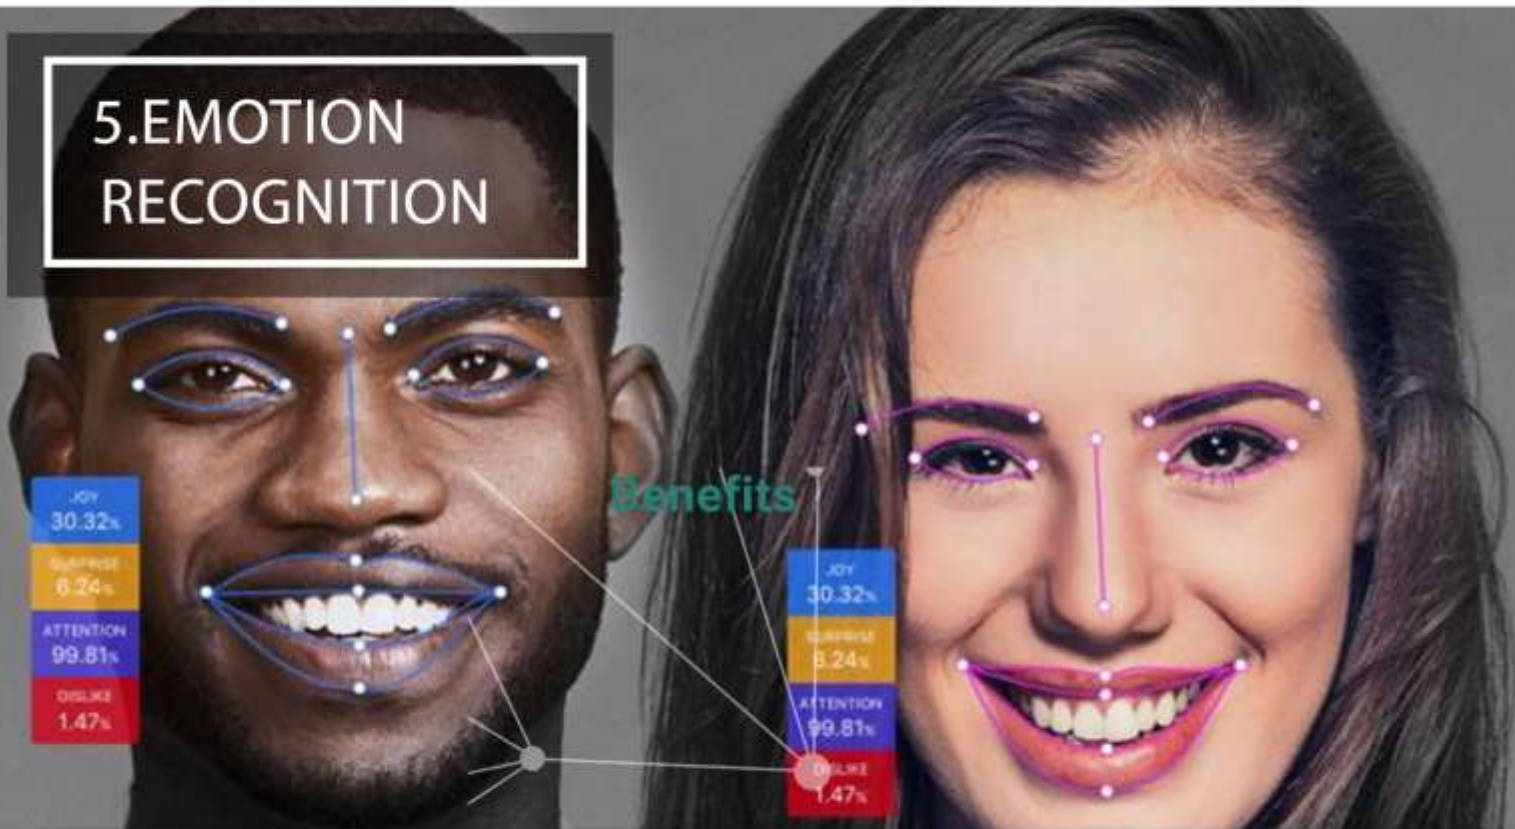 5.EMOTION
RECOGNITION
JOY
30.32%
SURPRISE
6.24%
ATTENTION
99.81%
DISLIKE
1.47%
Benefits
JOY
30.32%
SURPRISE
6.24%
ATTENTION
99.81%
DISLIKE
1.47%